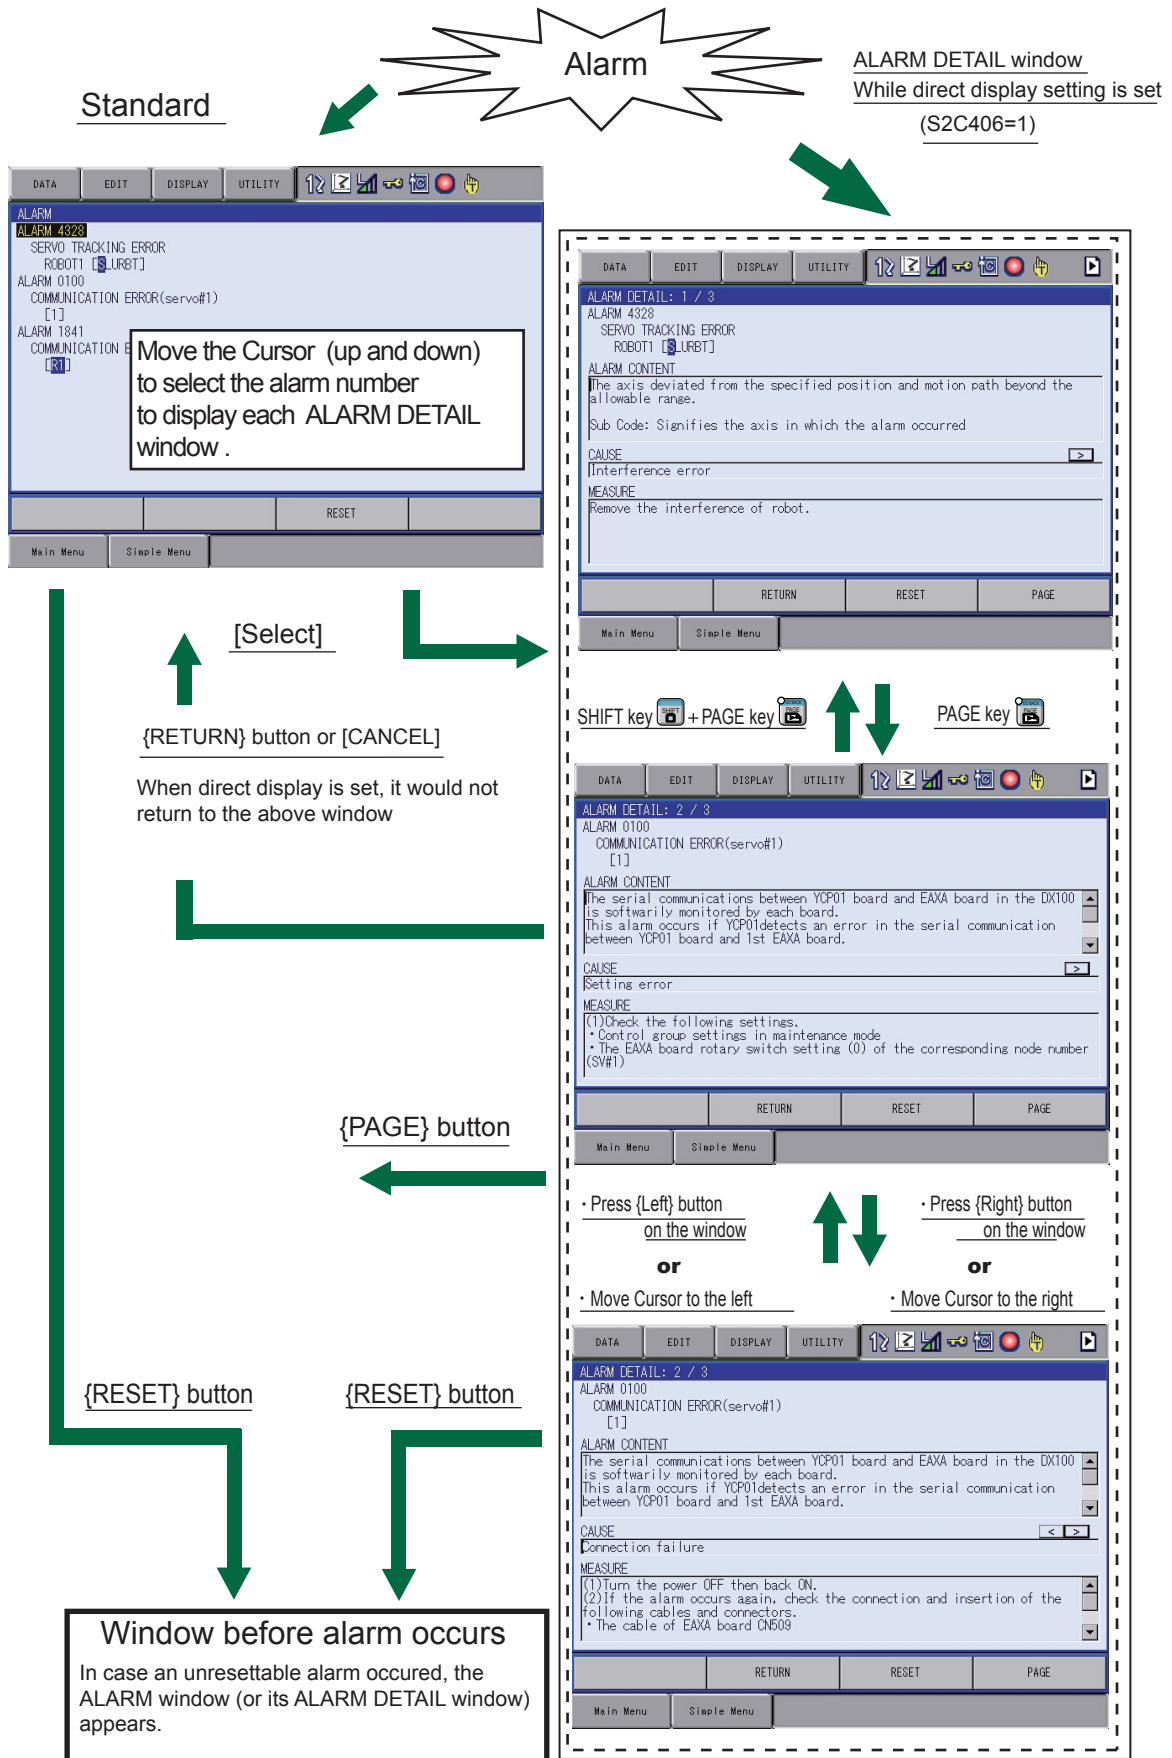 Alarm
Standard
ALARM DETAIL window
While direct display setting is set
(S2C406=1)
DATA EDIT DISPLAY UTILITY
ALARM
ALARM 4328
SERVO TRACKING ERROR
ROBOT1 [SLURBT]
ALARM 0100
COMMUNICATION ERROR(servo#1)
[1]
ALARM 1841
COMMUNICATION E
[R1]
Move the Cursor (up and down)
to select the alarm number
to display each ALARM DETAIL
window .
RESET
Main Menu Simple Menu
DATA EDIT DISPLAY UTILITY
ALARM DETAIL: 1 / 3
ALARM 4328
SERVO TRACKING ERROR
ROBOT1 [SLURBT]
ALARM CONTENT
The axis deviated from the specified position and motion path beyond the
allowable range.
Sub Code: Signifies the axis in which the alarm occurred
CAUSE >
Interference error
MEASURE
Remove the interference of robot.
RETURN RESET PAGE
Main Menu Simple Menu
[Select]
{RETURN} button or [CANCEL]
When direct display is set, it would not
return to the above window
SHIFT key SHIFT + PAGE key GO BACK PAGE
PAGE key GO BACK PAGE
DATA EDIT DISPLAY UTILITY
ALARM DETAIL: 2 / 3
ALARM 0100
COMMUNICATION ERROR(servo#1)
[1]
ALARM CONTENT
The serial communications between YCP01 board and EAXA board in the DX100
is softwarily monitored by each board.
This alarm occurs if YCP01detects an error in the serial communication
between YCP01 board and 1st EAXA board.
CAUSE >
Setting error
MEASURE
(1)Check the following settings.
・Control group settings in maintenance mode
・The EAXA board rotary switch setting (0) of the corresponding node number
(SV#1)
RETURN RESET PAGE
Main Menu Simple Menu
{PAGE} button
・Press {Left} button
on the window
or
・Move Cursor to the left
・Press {Right} button
on the window
or
・Move Cursor to the right
DATA EDIT DISPLAY UTILITY
ALARM DETAIL: 2 / 3
ALARM 0100
COMMUNICATION ERROR(servo#1)
[1]
ALARM CONTENT
The serial communications between YCP01 board and EAXA board in the DX100
is softwarily monitored by each board.
This alarm occurs if YCP01detects an error in the serial communication
between YCP01 board and 1st EAXA board.
CAUSE < >
Connection failure
MEASURE
(1)Turn the power OFF then back ON.
(2)If the alarm occurs again, check the connection and insertion of the
following cables and connectors.
・The cable of EAXA board CN509
RETURN RESET PAGE
Main Menu Simple Menu
{RESET} button {RESET} button
Window before alarm occurs
In case an unresettable alarm occured, the
ALARM window (or its ALARM DETAIL window)
appears.